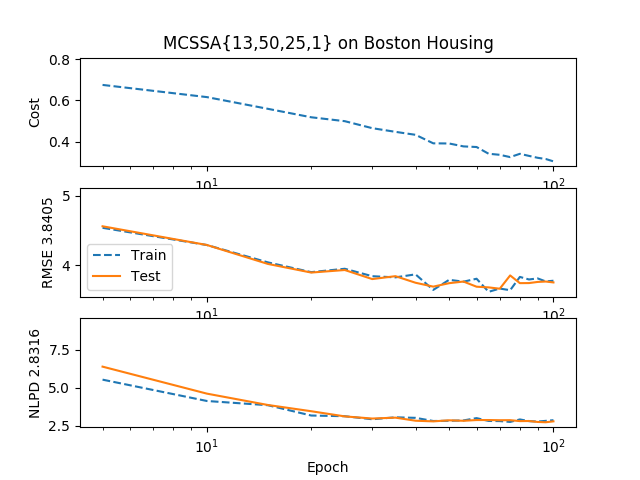 MCSSA{13,50,25,1} on Boston Housing
0.8
0.6
0.4
Cost
10¹ 10²
5
4
RMSE 3.8405
Train
Test
10¹ 10²
7.5
5.0
2.5
NLPD 2.8316
10¹ 10²
Epoch